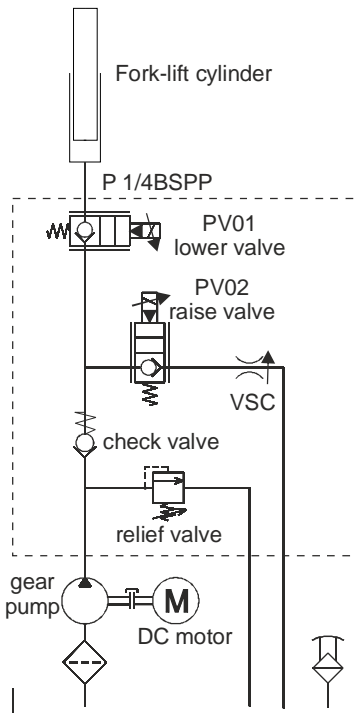 Fork-lift cylinder
P 1/4BSPP
PV01
lower valve
PV02
raise valve
VSC
check valve
relief valve
gear
pump
M
DC motor